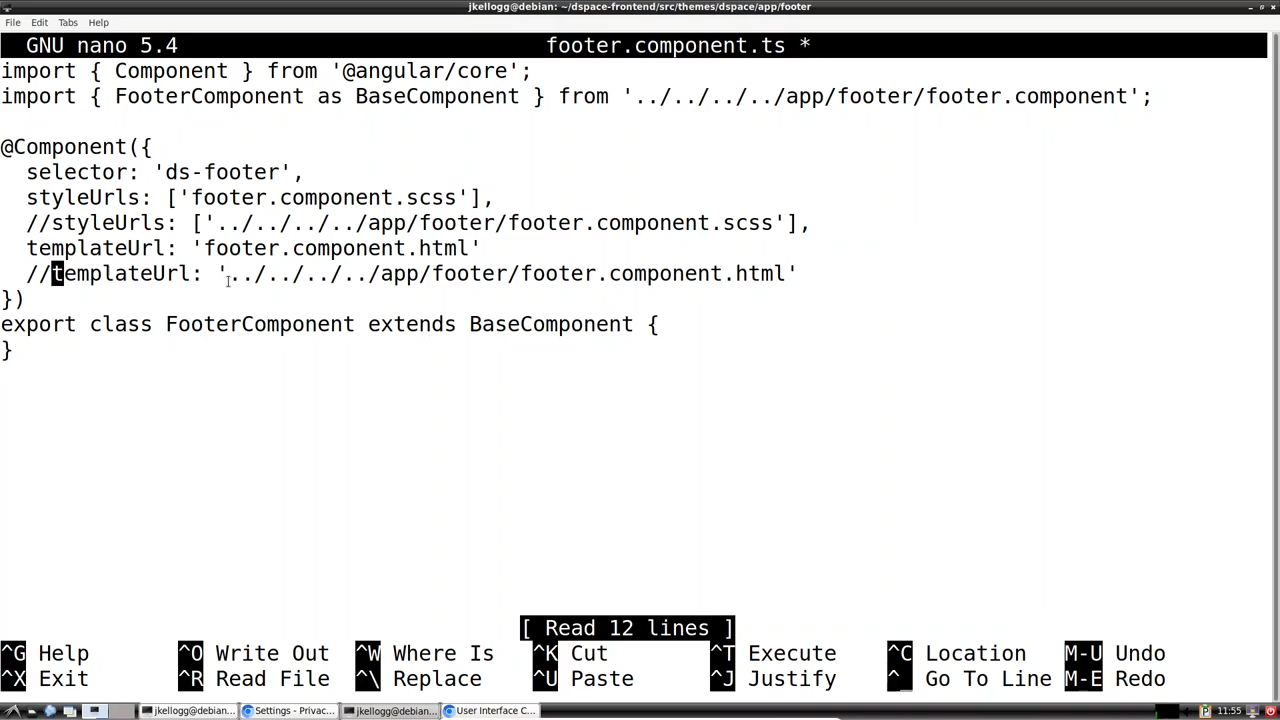 jkellogg@debian: ~/dspace-frontend/src/themes/dspace/app/footer
File Edit Tabs Help
GNU nano 5.4 footer.component.ts *
import { Component } from '@angular/core';
import { FooterComponent as BaseComponent } from '../../../../app/footer/footer.component';
@Component({
  selector: 'ds-footer',
  styleUrls: ['footer.component.scss'],
  //styleUrls: ['../../../../app/footer/footer.component.scss'],
  templateUrl: 'footer.component.html'
  //templateUrl: '../../../../app/footer/footer.component.html'
})
export class FooterComponent extends BaseComponent {
}
[ Read 12 lines ]
^G Help ^O Write Out ^W Where Is ^K Cut ^T Execute ^C Location M-U Undo
^X Exit ^R Read File ^\ Replace ^U Paste ^J Justify ^_ Go To Line M-E Redo
jkellogg@debian... Settings - Privac... jkellogg@debian... User Interface C... 11:55